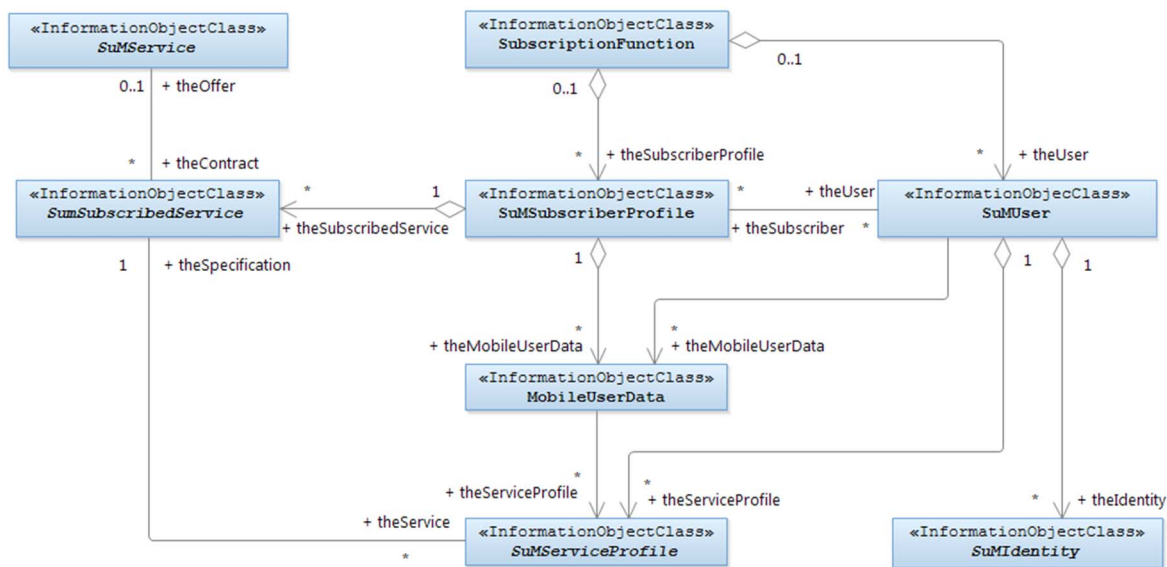 «InformationObjectClass»
SuMService
«InformationObjectClass»
SubscriptionFunction
0..1 + theOffer
0..1
0..1
* + theContract
* + theSubscriberProfile
* + theUser
«InformationObjectClass»
SumSubscribedService
* 1
+ theSubscribedService
«InformationObjectClass»
SuMSubscriberProfile
* + theUser
+ theSubscriber *
«InformationObjecClass»
SuMUser
1 + theSpecification
1
1
1
*
+ theMobileUserData
*
+ theMobileUserData
«InformationObjectClass»
MobileUserData
*
+ theServiceProfile
*
+ theServiceProfile
* + theIdentity
+ theService
*
«InformationObjectClass»
SuMServiceProfile
«InformationObjectClass»
SuMIdentity